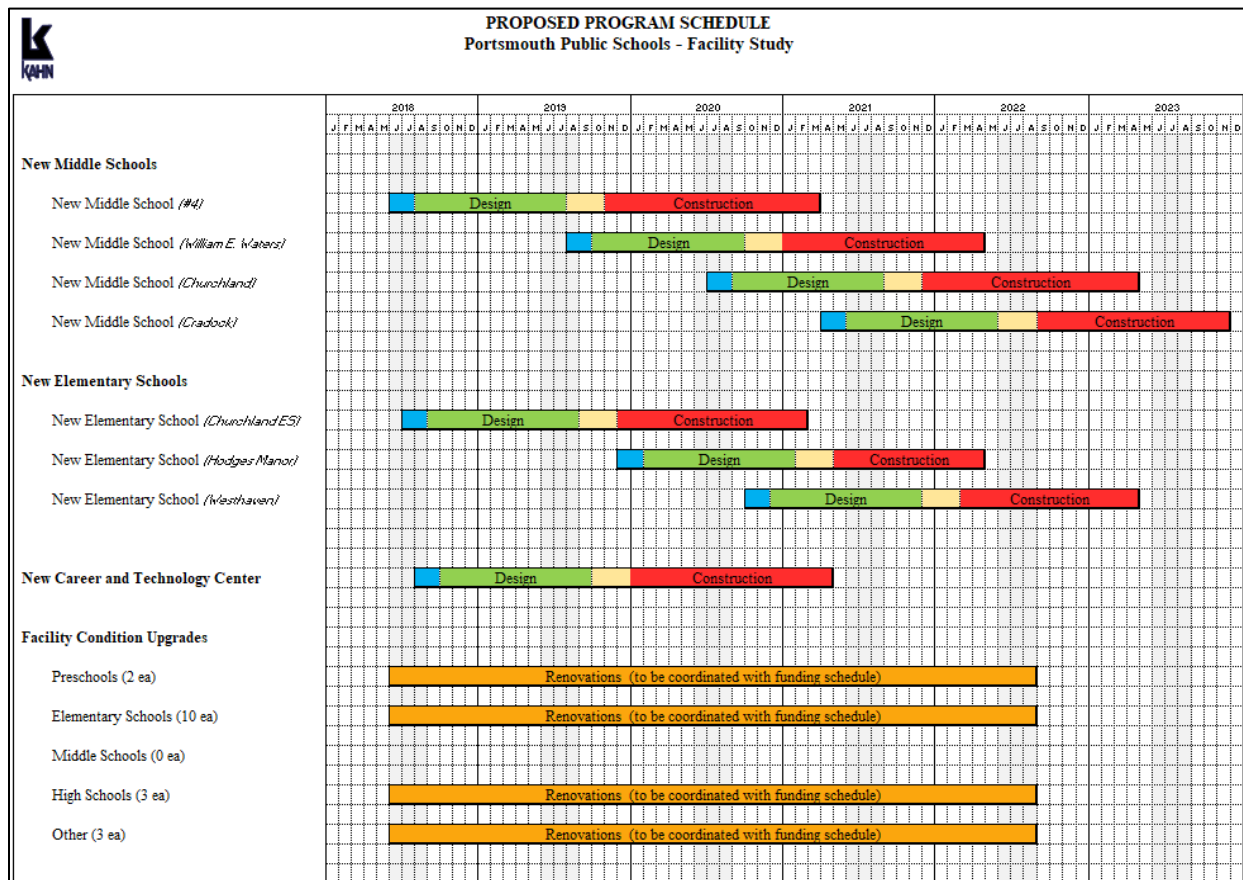 PROPOSED PROGRAM SCHEDULE
Portsmouth Public Schools - Facility Study
KAHN
2018 2019 2020 2021 2022 2023
J F M A M J J A S O N D J F M A M J J A S O N D J F M A M J J A S O N D J F M A M J J A S O N D J F M A M J J A S O N D J F M A M J J A S O N D
New Middle Schools
New Middle School (#4) Design Construction
New Middle School (William E. Waters) Design Construction
New Middle School (Churchland) Design Construction
New Middle School (Cradock) Design Construction
New Elementary Schools
New Elementary School (Churchland ES) Design Construction
New Elementary School (Hodges Manor) Design Construction
New Elementary School (Westhaven) Design Construction
New Career and Technology Center Design Construction
Facility Condition Upgrades
Preschools (2 ea) Renovations (to be coordinated with funding schedule)
Elementary Schools (10 ea) Renovations (to be coordinated with funding schedule)
Middle Schools (0 ea)
High Schools (3 ea) Renovations (to be coordinated with funding schedule)
Other (3 ea) Renovations (to be coordinated with funding schedule)